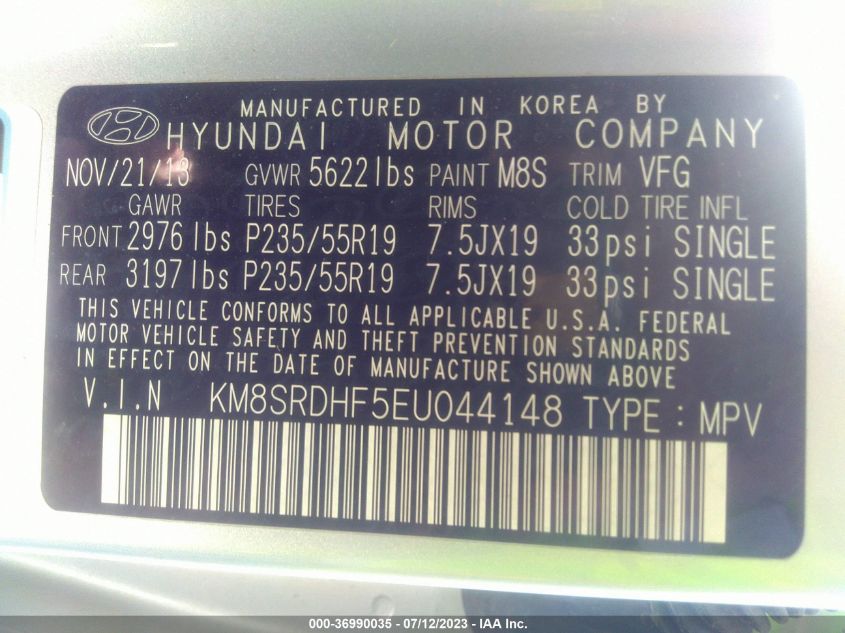 MANUFACTURED IN KOREA BY
HYUNDAI MOTOR COMPANY
NOV/21/13 GVWR 5622lbs PAINT M8S TRIM VFG
GAWR TIRES RIMS COLD TIRE INFL
FRONT 2976lbs P235/55R19 7.5JX19 33psi SINGLE
REAR 3197lbs P235/55R19 7.5JX19 33psi SINGLE
THIS VEHICLE CONFORMS TO ALL APPLICABLE U.S.A. FEDERAL
MOTOR VEHICLE SAFETY AND THEFT PREVENTION STANDARDS
IN EFFECT ON THE DATE OF MANUFACTURE SHOWN ABOVE
V.I.N KM8SRDHF5EU044148 TYPE : MPV
000-36990035 - 07/12/2023 - IAA Inc.